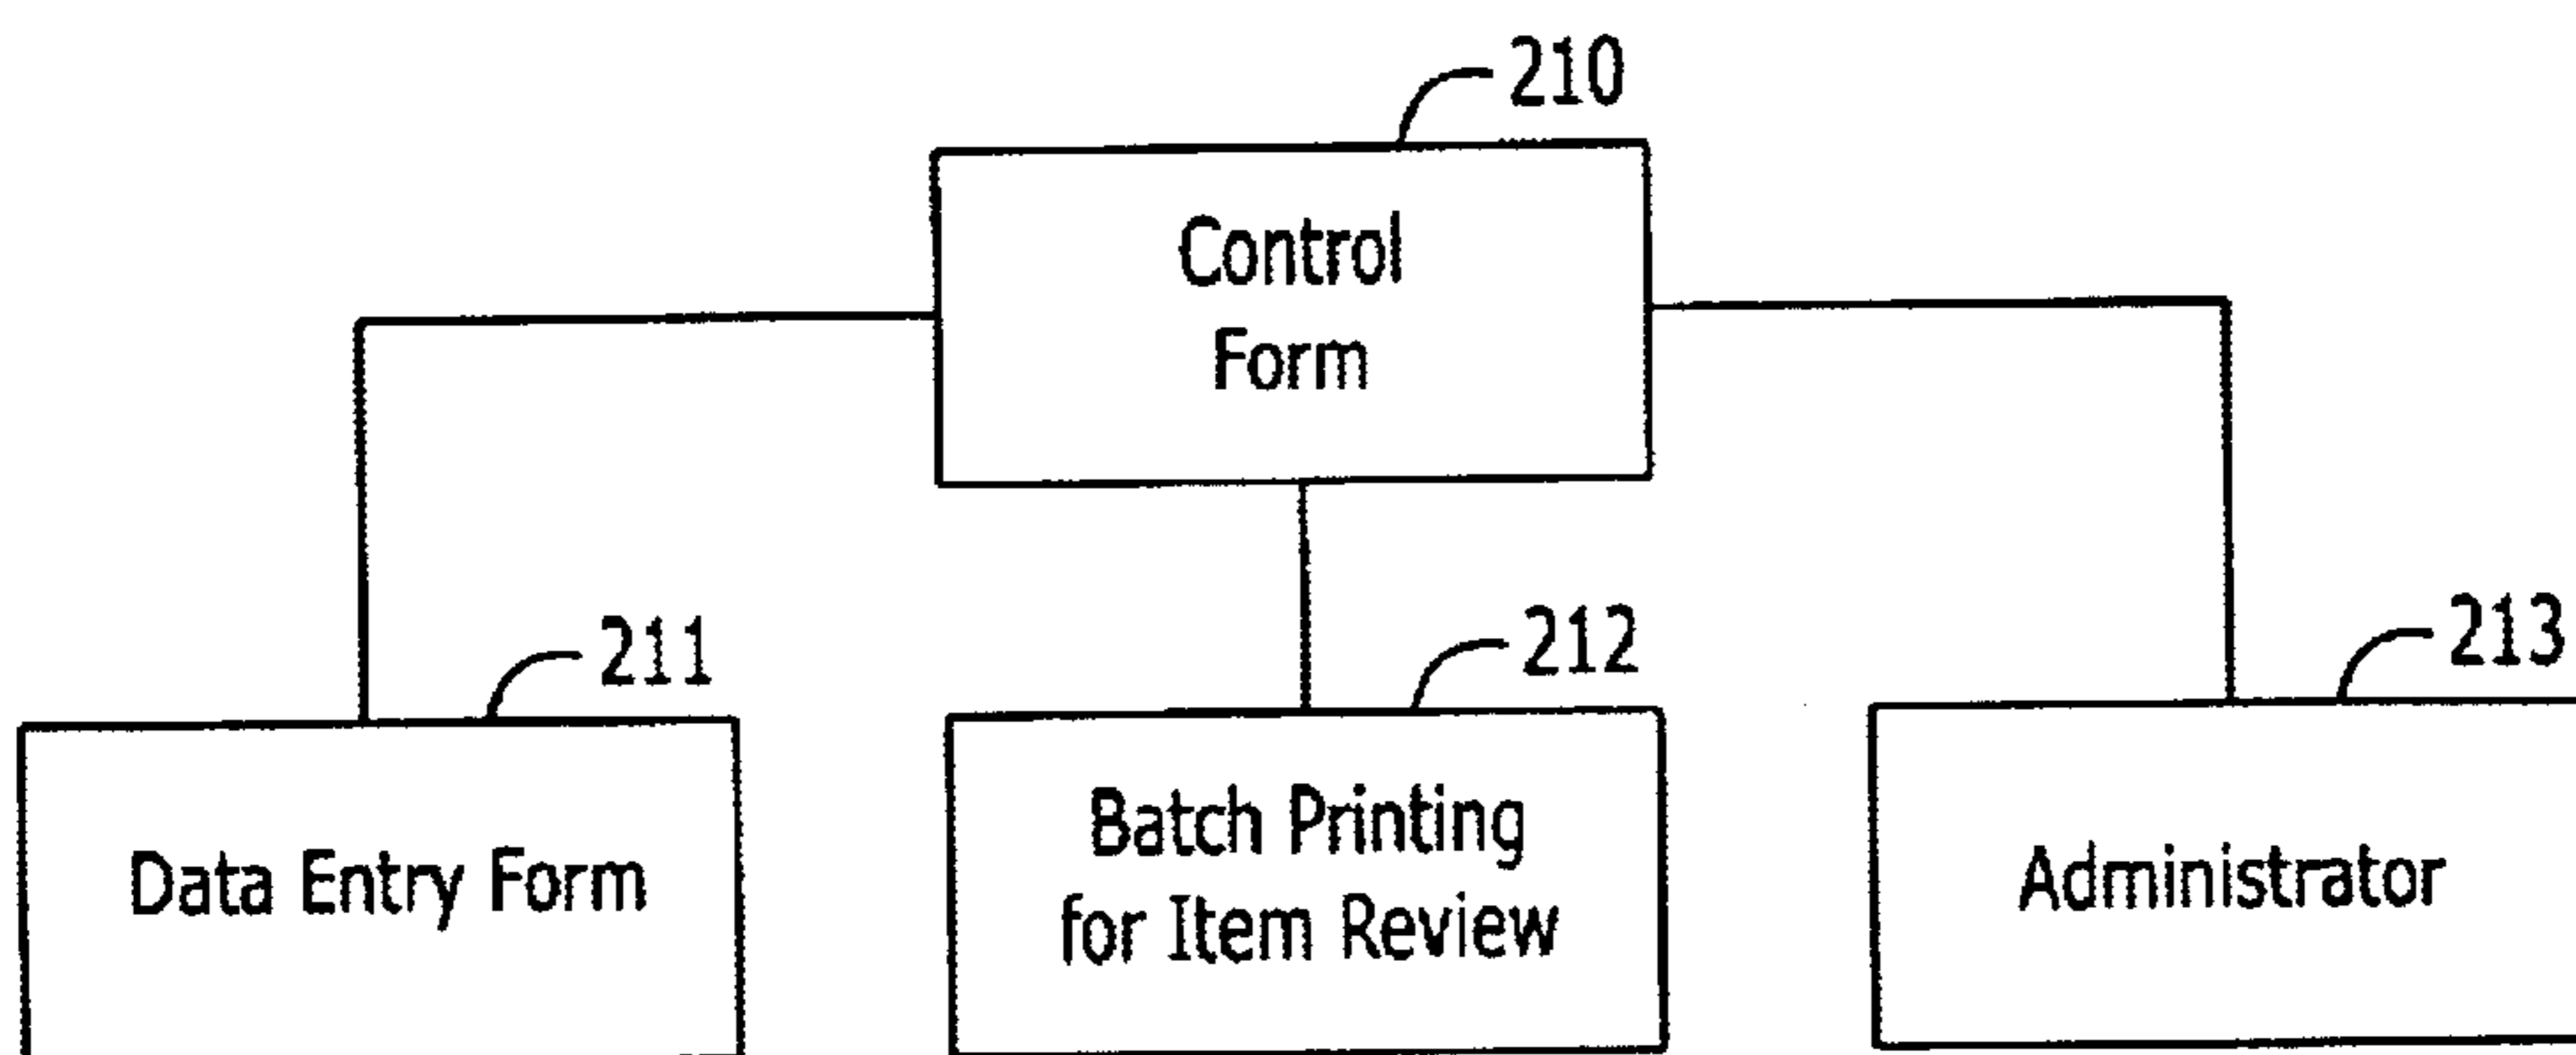 210
Control
Form
211
212
213
Data Entry Form
Batch Printing
for Item Review
Administrator